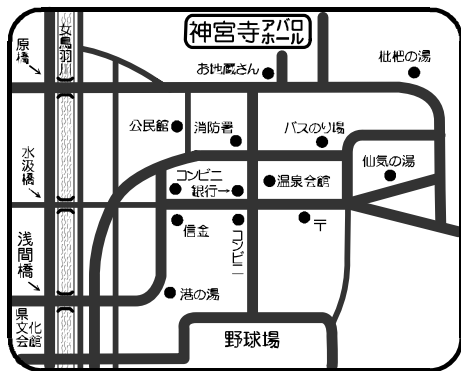 神宮寺アバロホール
女鳥羽川
原橋
お地蔵さん
枇杷の湯
公民館
消防署
バスのり場
水汲橋
コンビニ
銀行→
温泉会館
仙気の湯
信金
コンビニ
〒
浅間橋
港の湯
県文化会館
野球場